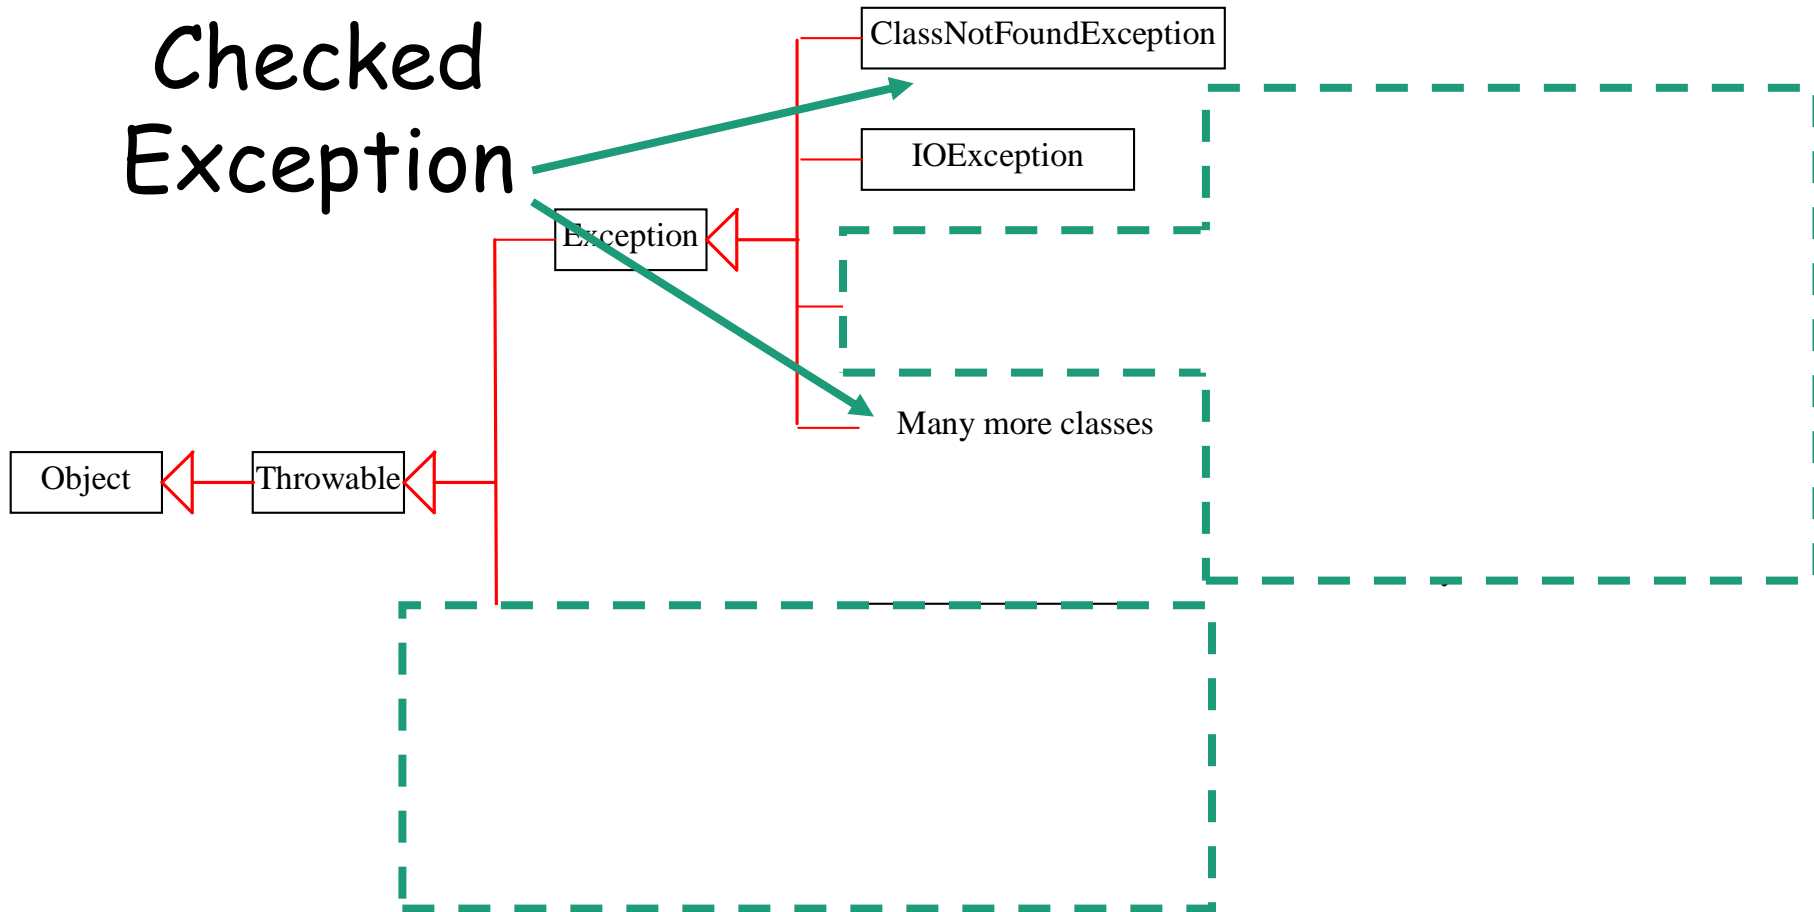 Checked
Exception
ClassNotFoundException
IOException
Exception
Many more classes
Object
Throwable